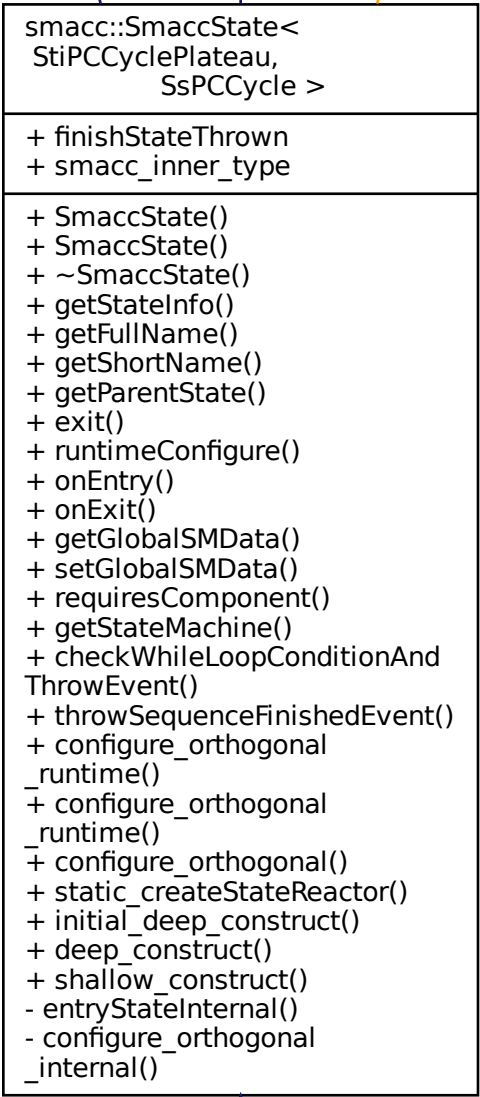 smacc::SmaccState<
StiPCCyclePlateau,
SsPCCycle >
+ finishStateThrown
+ smacc_inner_type
+ SmaccState()
+ SmaccState()
+ ~SmaccState()
+ getStateInfo()
+ getFullName()
+ getShortName()
+ getParentState()
+ exit()
+ runtimeConfigure()
+ onEntry()
+ onExit()
+ getGlobalSMData()
+ setGlobalSMData()
+ requiresComponent()
+ getStateMachine()
+ checkWhileLoopConditionAnd
ThrowEvent()
+ throwSequenceFinishedEvent()
+ configure_orthogonal
_runtime()
+ configure_orthogonal
_runtime()
+ configure_orthogonal()
+ static_createStateReactor()
+ initial_deep_construct()
+ deep_construct()
+ shallow_construct()
- entryStateInternal()
- configure_orthogonal
_internal()